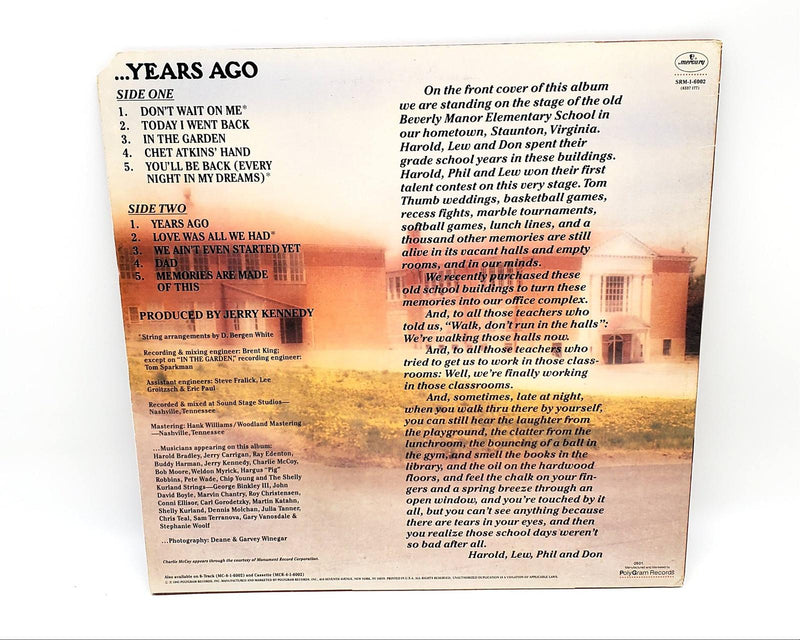 ...YEARS AGO
SIDE ONE
1. DON'T WAIT ON ME*
2. TODAY I WENT BACK
3. IN THE GARDEN
4. CHET ATKINS' HAND
5. YOU'LL BE BACK (EVERY
NIGHT IN MY DREAMS)*
SIDE TWO
1. YEARS AGO
2. LOVE WAS ALL WE HAD*
3. WE AIN'T EVEN STARTED YET
4. DAD
5. MEMORIES ARE MADE
OF THIS
PRODUCED BY JERRY KENNEDY
*String arrangements by D. Bergen White
Recording & mixing engineer: Brent King;
except on "IN THE GARDEN," recording engineer:
Tom Sparkman
Assistant engineers: Steve Fralick, Lee
Groitzsch & Eric Paul
Recorded & mixed at Sound Stage Studios—
Nashville, Tennessee
Mastering: Hank Williams/Woodland Mastering
—Nashville, Tennessee
...Musicians appearing on this album:
Harold Bradley, Jerry Carrigan, Ray Edenton,
Buddy Harman, Jerry Kennedy, Charlie McCoy,
Bob Moore, Weldon Myrick, Hargus "Pig"
Robbins, Pete Wade, Chip Young and The Shelly
Kurland Strings—George Binkley III, John
David Boyle, Marvin Chantry, Roy Christensen,
Conni Ellisor, Carl Gorodetzky, Martin Katahn,
Shelly Kurland, Dennis Molchan, Julia Tanner,
Chris Teal, Sam Terranova, Gary Vanosdale &
Stephanie Woolf
...Photography: Deane & Garvey Winegar
Charlie McCoy appears through the courtesy of Monument Record Corporation.
Also available on 8-Track (MC-8-1-6002) and Cassette (MCR-4-1-6002)
mercury
SRM-1-6002
On the front cover of this album
we are standing on the stage of the old
Beverly Manor Elementary School in
our hometown, Staunton, Virginia.
Harold, Lew and Don spent their
grade school years in these buildings.
Harold, Phil and Lew won their first
talent contest on this very stage. Tom
Thumb weddings, basketball games,
recess fights, marble tournaments,
softball games, lunch lines, and a
thousand other memories are still
alive in its vacant halls and empty
rooms, and in our minds.
We recently purchased these
old school buildings to turn these
memories into our office complex.
And, to all those teachers who
told us, "Walk, don't run in the halls":
We're walking those halls now.
And, to all those teachers who
tried to get us to work in those class-
rooms: Well, we're finally working
in those classrooms.
And, sometimes, late at night,
when you walk thru there by yourself,
you can still hear the laughter from
the playground, the clatter from the
lunchroom, the bouncing of a ball in
the gym, and smell the books in the
library, and the oil on the hardwood
floors, and feel the chalk on your fin-
gers and a spring breeze through an
open window, and you're touched by it
all, but you can't see anything because
there are tears in your eyes, and then
you realize those school days weren't
so bad after all.
Harold, Lew, Phil and Don
Manufactured and Marketed by
PolyGram Records